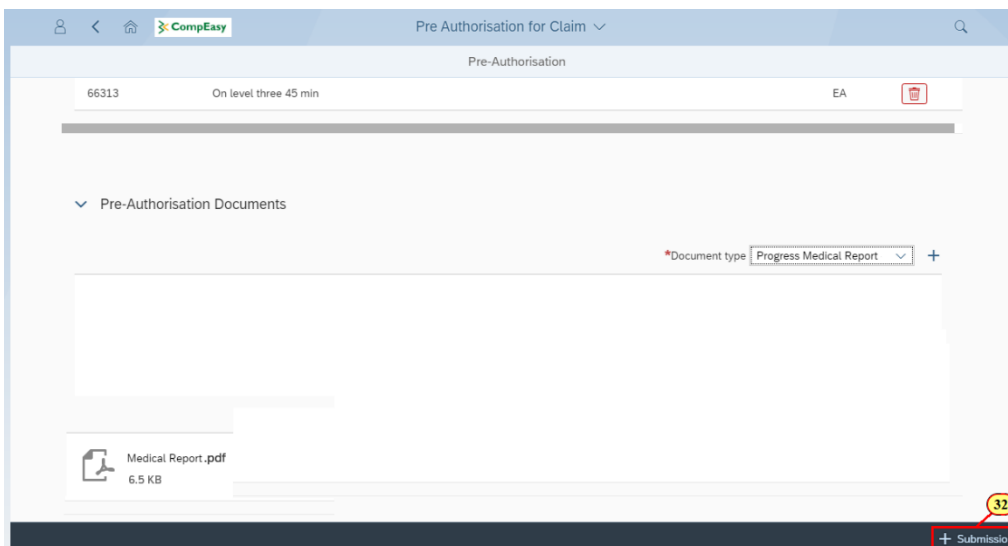 CompEasy
Pre Authorisation for Claim
Pre-Authorisation
66313 On level three 45 min EA
Pre-Authorisation Documents
*Document type Progress Medical Report +
Medical Report.pdf
6.5 KB
32
+ Submissio